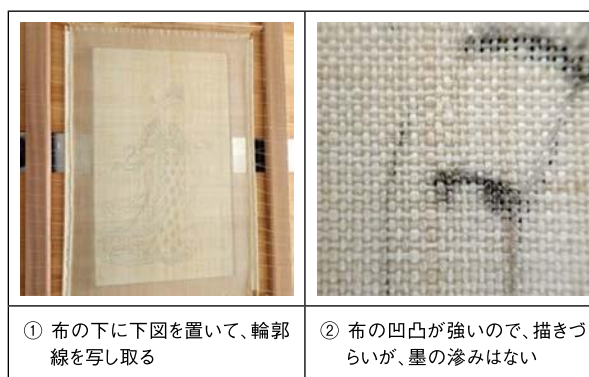 ① 布の下に下図を置いて、輪郭
線を写し取る
② 布の凹凸が強いので、描きづ
らいが、墨の滲みはない